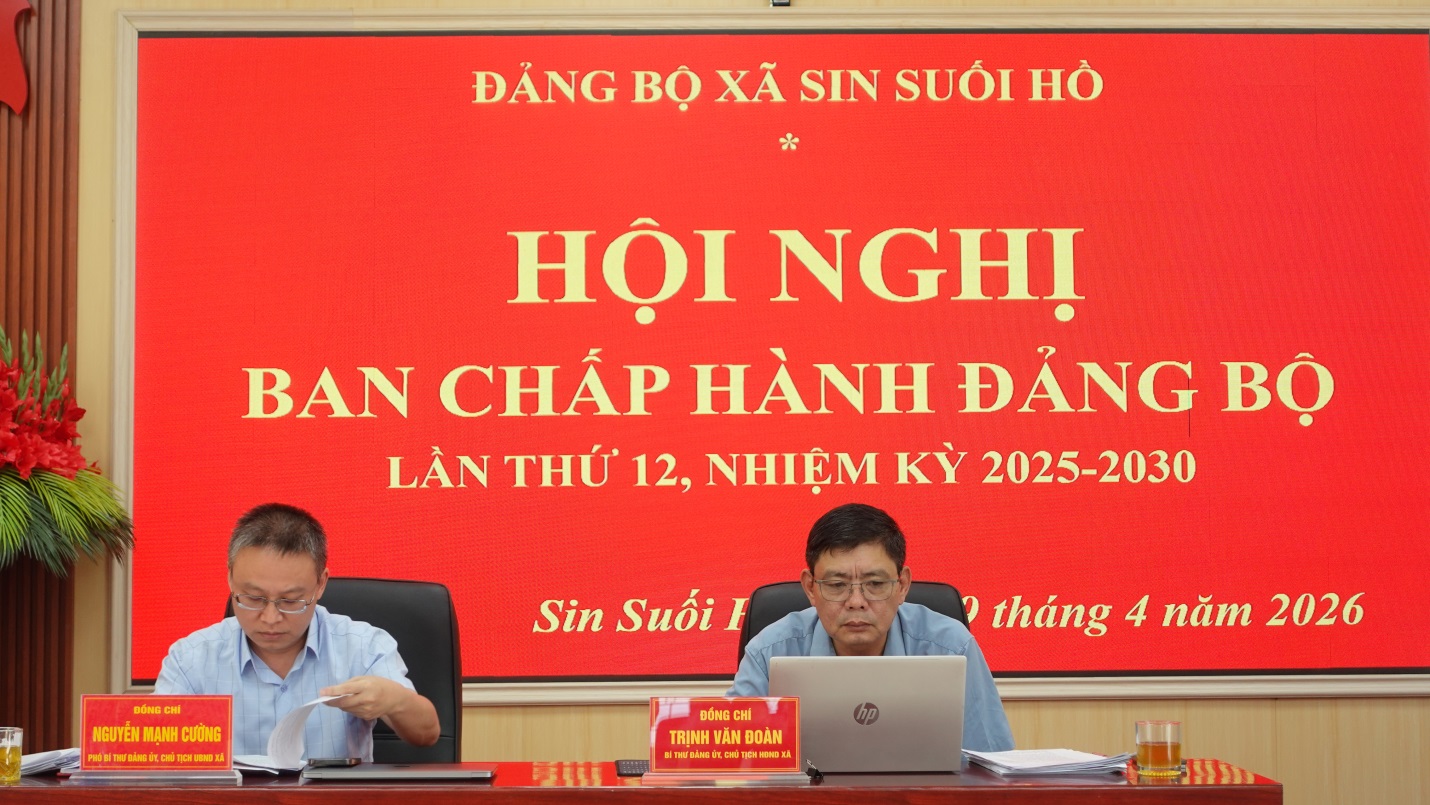 ĐẢNG BỘ XÃ SIN SUỐI HỒ
*
HỘI NGHỊ
BAN CHẤP HÀNH ĐẢNG BỘ
LẦN THỨ 12, NHIỆM KỲ 2025-2030
Sin Suối tháng 4 năm 2026
ĐỒNG CHÍ
NGUYỄN MẠNH CƯỜNG
PHÓ BÍ THƯ ĐẢNG ỦY, CHỦ TỊCH UBND XÃ
ĐỒNG CHÍ
TRỊNH VĂN ĐOÀN
BÍ THƯ ĐẢNG ỦY, CHỦ TỊCH HĐND XÃ
hp